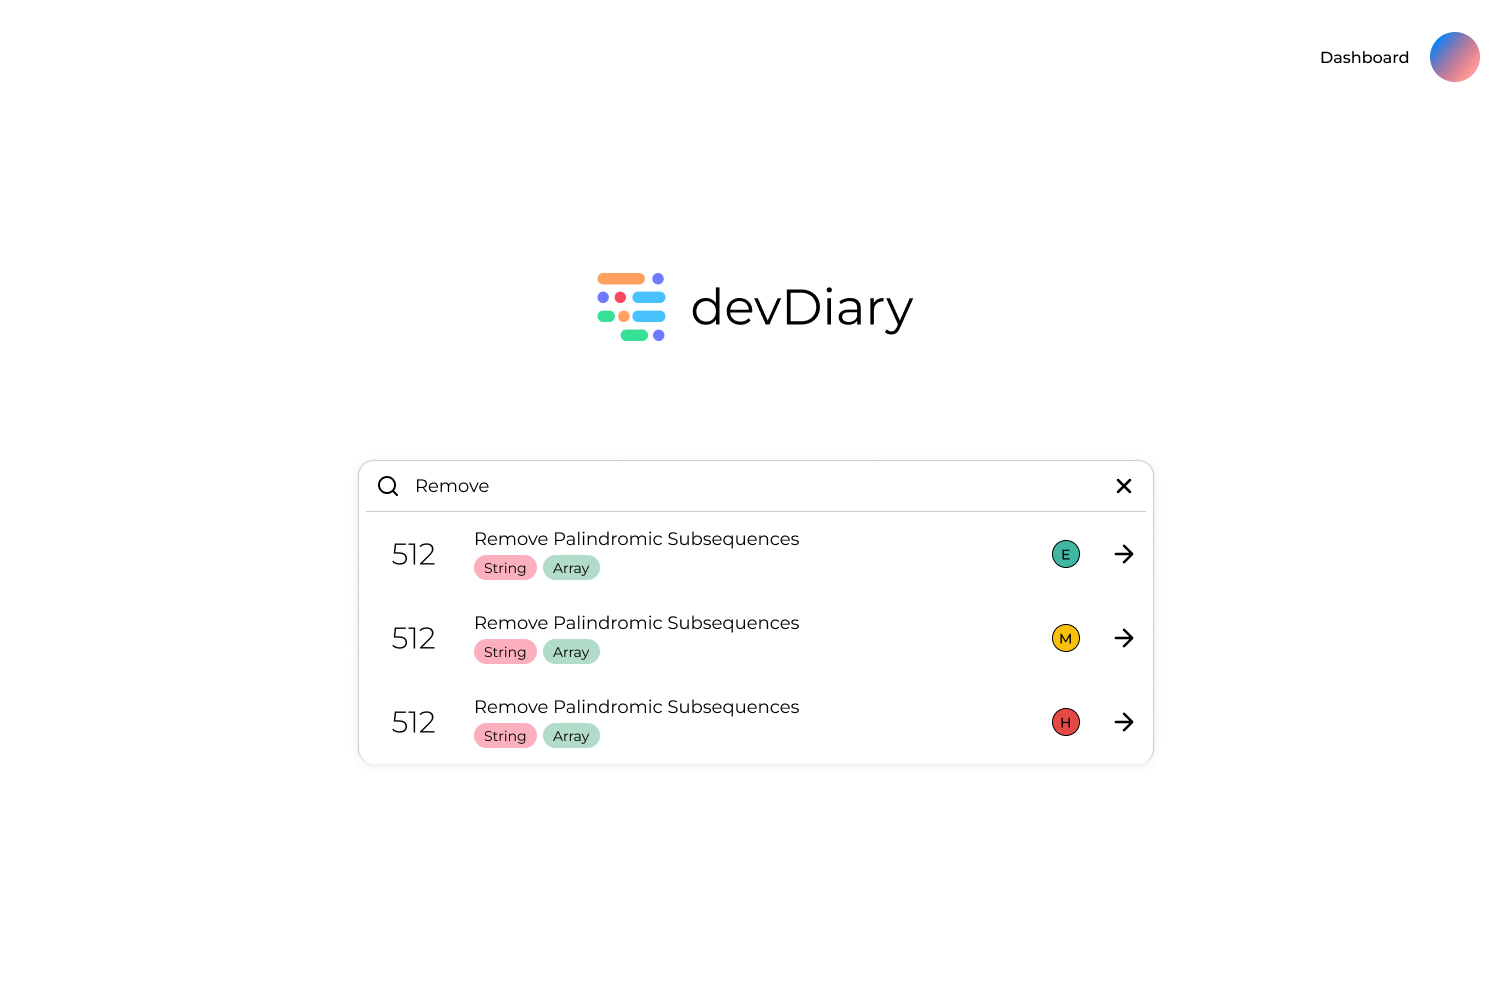 Dashboard
devDiary
Remove
512
Remove Palindromic Subsequences
String Array
E
512
Remove Palindromic Subsequences
String Array
M
512
Remove Palindromic Subsequences
String Array
H